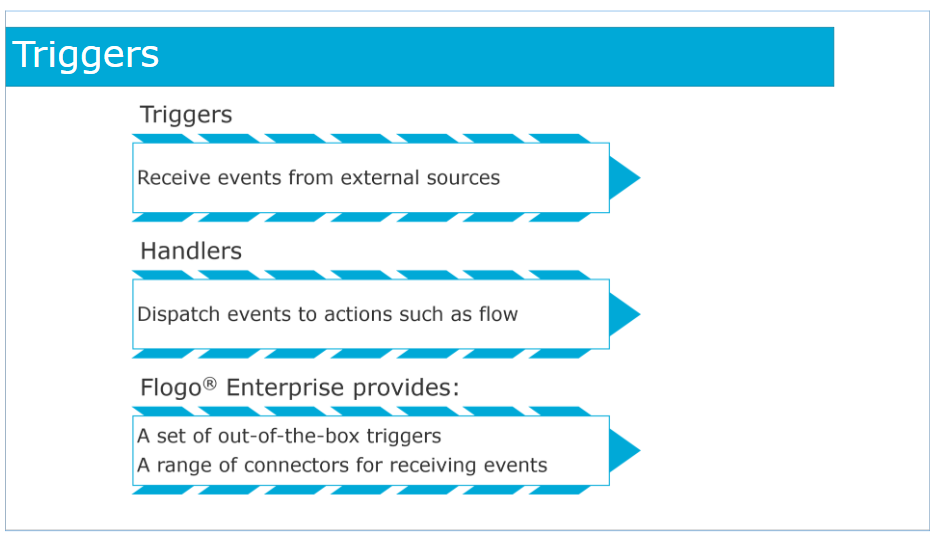 Triggers
Triggers
Receive events from external sources
Handlers
Dispatch events to actions such as flow
Flogo® Enterprise provides:
A set of out-of-the-box triggers
A range of connectors for receiving events